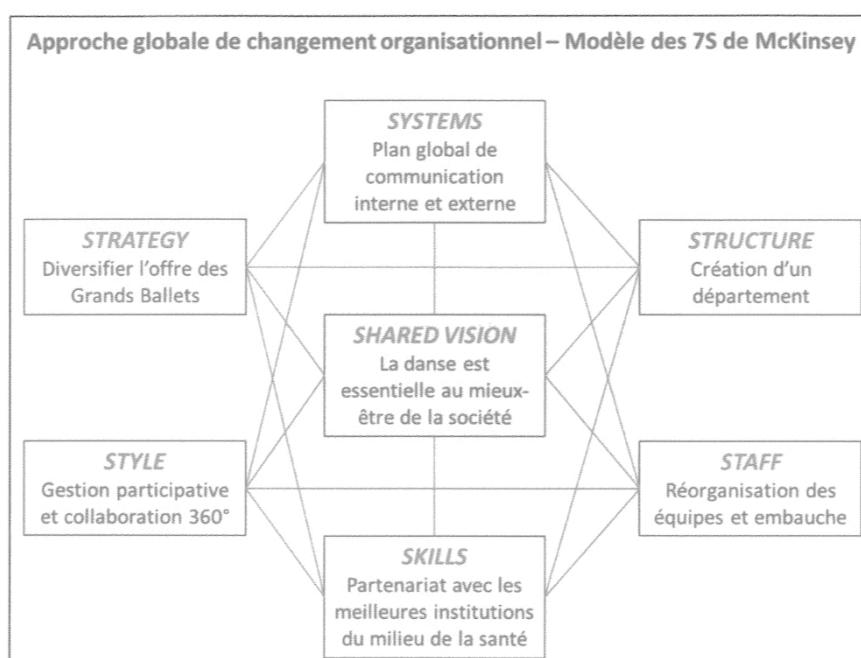 Approche globale de changement organisationnel – Modèle des 7S de McKinsey
SYSTEMS
Plan global de
communication
interne et externe
STRATEGY
Diversifier l'offre des
Grands Ballets
STRUCTURE
Création d'un
département
SHARED VISION
La danse est
essentielle au mieux-
être de la société
STYLE
Gestion participative
et collaboration 360°
STAFF
Réorganisation des
équipes et embauche
SKILLS
Partenariat avec les
meilleures institutions
du milieu de la santé